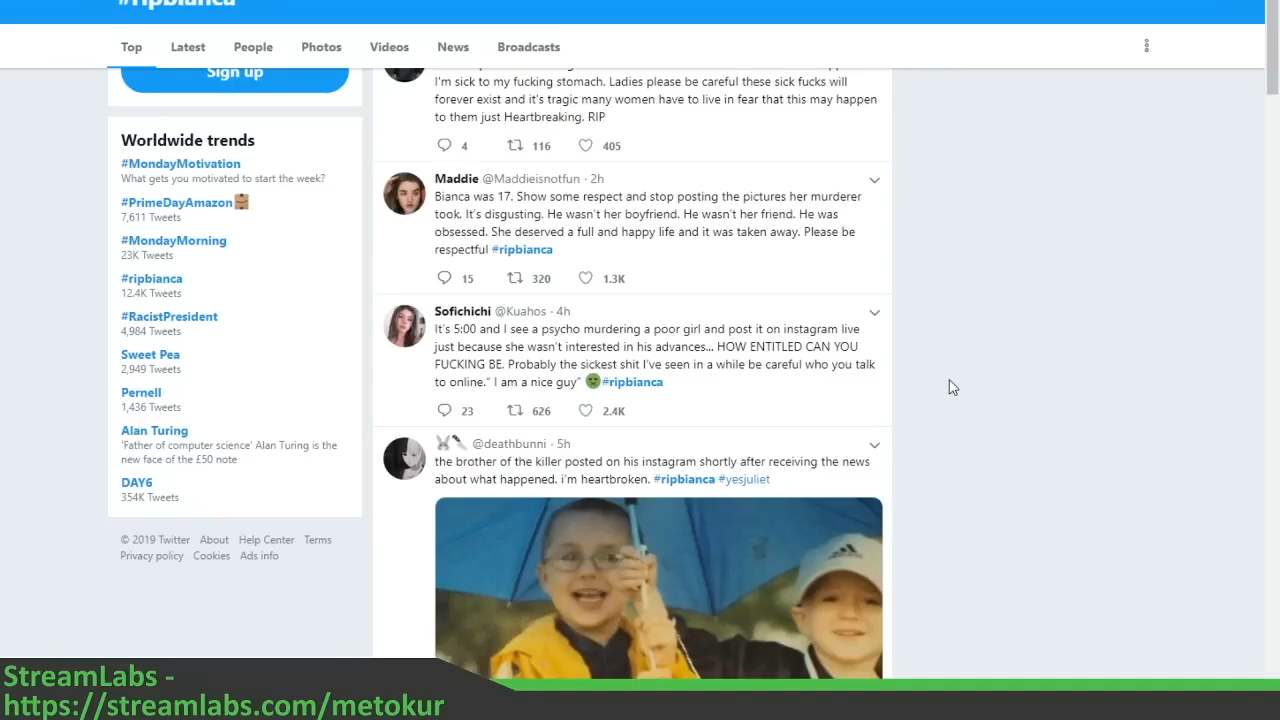 #ripbianca
Top Latest People Photos Videos News Broadcasts
Sign up
Worldwide trends
#MondayMotivation
What gets you motivated to start the week?
#PrimeDayAmazon
7,611 Tweets
#MondayMorning
23K Tweets
#ripbianca
12.4K Tweets
#RacistPresident
4,984 Tweets
Sweet Pea
2,949 Tweets
Pernell
1,436 Tweets
Alan Turing
'Father of computer science' Alan Turing is the
new face of the £50 note
DAY6
354K Tweets
© 2019 Twitter About Help Center Terms
Privacy policy Cookies Ads info
I'm sick to my fucking stomach. Ladies please be careful these sick fucks will
forever exist and it's tragic many women have to live in fear that this may happen
to them just Heartbreaking. RIP
4 116 405
Maddie @Maddieisnotfun · 2h
Bianca was 17. Show some respect and stop posting the pictures her murderer
took. It's disgusting. He wasn't her boyfriend. He wasn't her friend. He was
obsessed. She deserved a full and happy life and it was taken away. Please be
respectful #ripbianca
15 320 1.3K
Sofichichi @Kuahos · 4h
It's 5:00 and I see a psycho murdering a poor girl and post it on instagram live
just because she wasn't interested in his advances... HOW ENTITLED CAN YOU
FUCKING BE. Probably the sickest shit I've seen in a while be careful who you talk
to online." I am a nice guy" #ripbianca
23 626 2.4K
@deathbunni · 5h
the brother of the killer posted on his instagram shortly after receiving the news
about what happened. i'm heartbroken. #ripbianca #yesjuliet
StreamLabs -
https://streamlabs.com/metokur